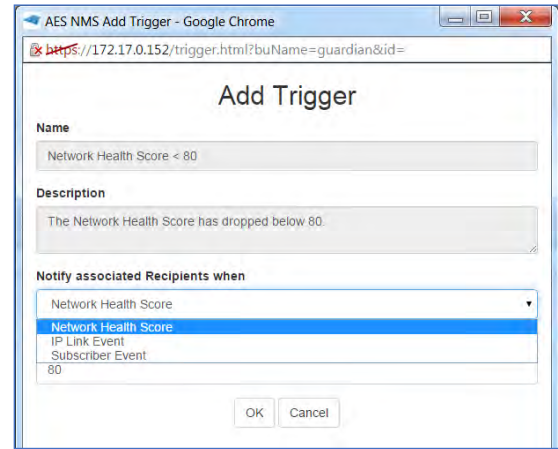 AES NMS Add Trigger - Google Chrome
https://172.17.0.152/trigger.html?buName=guardian&id=
Add Trigger
Name
Network Health Score < 80
Description
The Network Health Score has dropped below 80.
Notify associated Recipients when
Network Health Score
Network Health Score
IP Link Event
Subscriber Event
80
OK Cancel